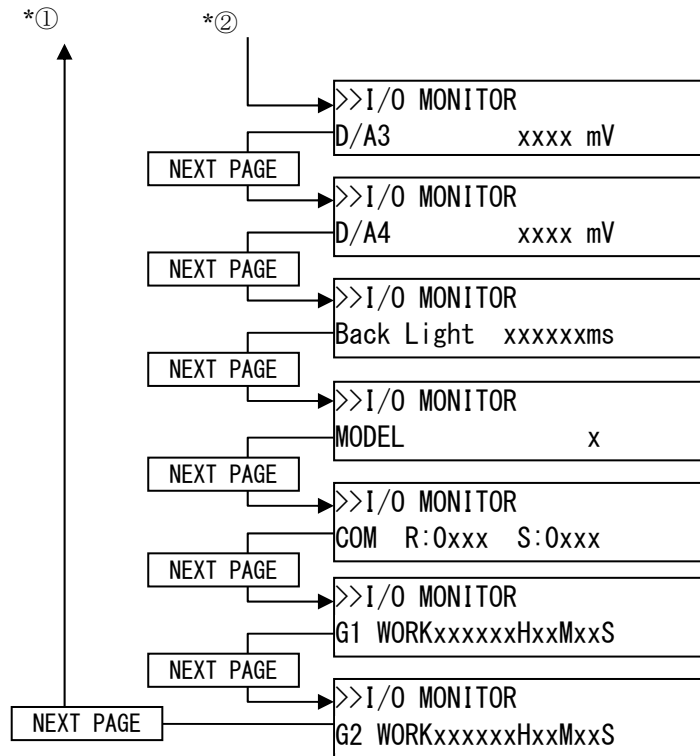 *①
*②
>>I/O MONITOR
D/A3 xxxx mV
NEXT PAGE
>>I/O MONITOR
D/A4 xxxx mV
NEXT PAGE
>>I/O MONITOR
Back Light xxxxxxms
NEXT PAGE
>>I/O MONITOR
MODEL x
NEXT PAGE
>>I/O MONITOR
COM R:0xxx S:0xxx
NEXT PAGE
>>I/O MONITOR
G1 WORKxxxxxxHxxMxxS
NEXT PAGE
>>I/O MONITOR
G2 WORKxxxxxxHxxMxxS
NEXT PAGE